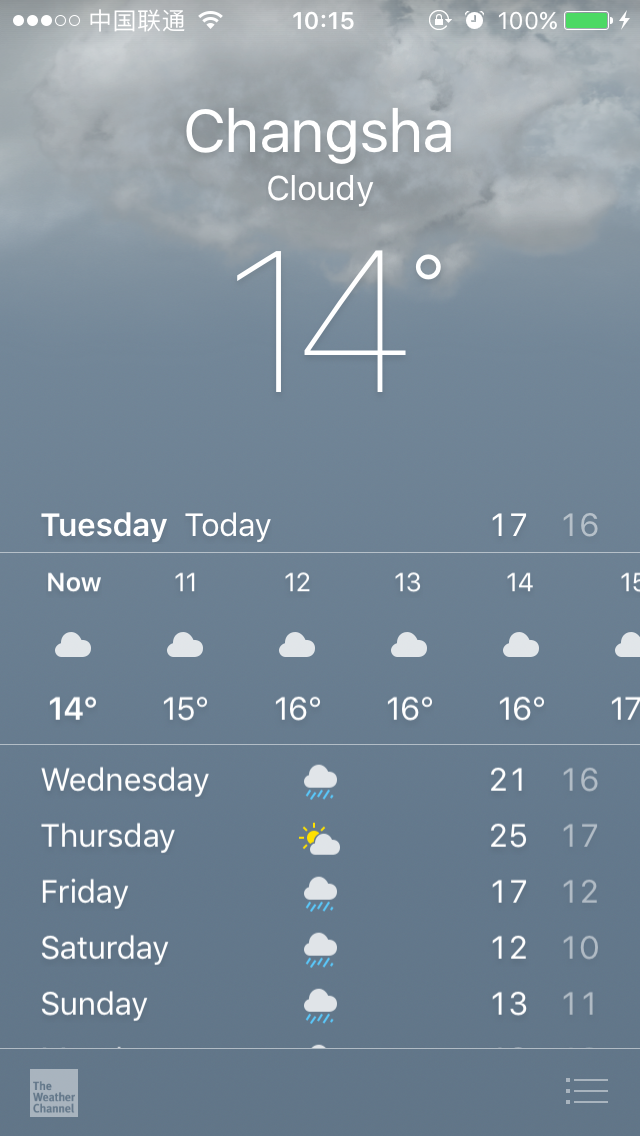 中国联通 10:15 100%
Changsha
Cloudy
14°
Tuesday Today 17 16
Now 11 12 13 14 15
14° 15° 16° 16° 16° 17
Wednesday 21 16
Thursday 25 17
Friday 17 12
Saturday 12 10
Sunday 13 11
The
Weather
Channel